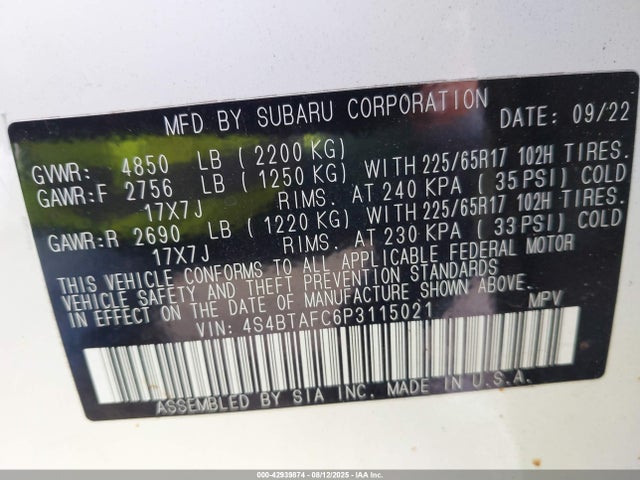 MFD BY SUBARU CORPORATION DATE: 09/22
GVWR: 4850 LB (2200 KG)
GAWR:F 2756 LB (1250 KG) WITH 225/65R17 102H TIRES.
17X7J RIMS. AT 240 KPA (35 PSI) COLD
GAWR:R 2690 LB (1220 KG) WITH 225/65R17 102H TIRES.
17X7J RIMS. AT 230 KPA (33 PSI) COLD
THIS VEHICLE CONFORMS TO ALL APPLICABLE FEDERAL MOTOR
VEHICLE SAFETY AND THEFT PREVENTION STANDARDS
IN EFFECT ON THE DATE OF MANUFACTURE SHOWN ABOVE.
VIN: 4S4BTAFC6P3115021 MPV
ASSEMBLED BY SIA INC. MADE IN U.S.A.
000-42939874 - 08/12/2025 - IAAI Inc.